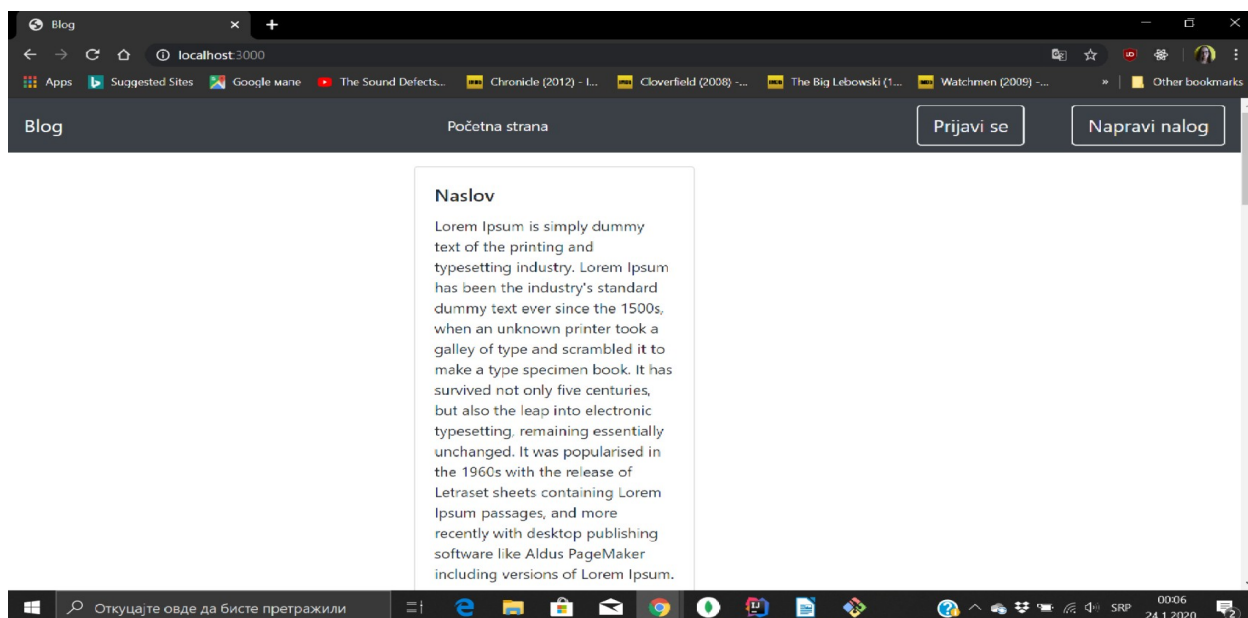 Blog
localhost:3000
Apps Suggested Sites Google мапе The Sound Defects... Chronicle (2012) - I... Cloverfield (2008) -... The Big Lebowski (1... Watchmen (2009) -... » Other bookmarks
Blog Početna strana Prijavi se Napravi nalog
Naslov
Lorem Ipsum is simply dummy
text of the printing and
typesetting industry. Lorem Ipsum
has been the industry's standard
dummy text ever since the 1500s,
when an unknown printer took a
galley of type and scrambled it to
make a type specimen book. It has
survived not only five centuries,
but also the leap into electronic
typesetting, remaining essentially
unchanged. It was popularised in
the 1960s with the release of
Letraset sheets containing Lorem
Ipsum passages, and more
recently with desktop publishing
software like Aldus PageMaker
including versions of Lorem Ipsum.
Откуцајте овде да бисте претражили SRP 00:06
24.1.2020 2